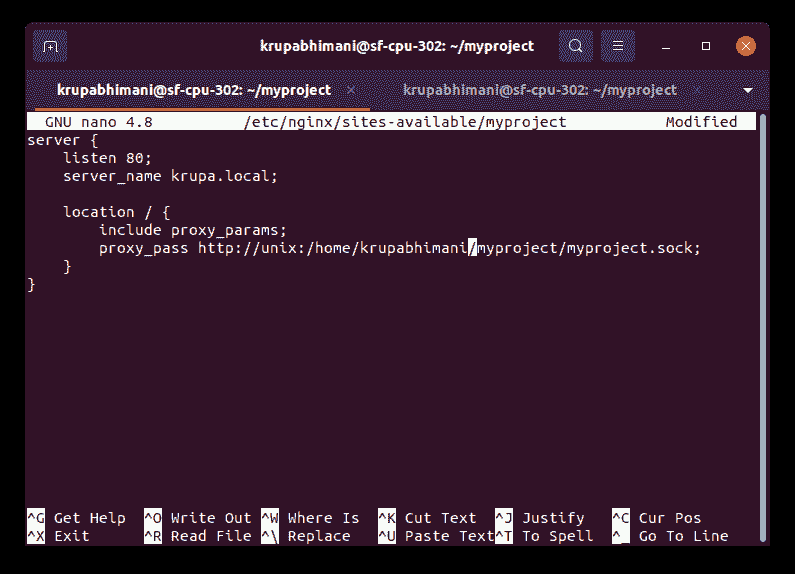 krupabhimani@sf-cpu-302: ~/myproject
krupabhimani@sf-cpu-302: ~/myproject krupabhimani@sf-cpu-302: ~/myproject
GNU nano 4.8 /etc/nginx/sites-available/myproject Modified
server {
    listen 80;
    server_name krupa.local;

    location / {
        include proxy_params;
        proxy_pass http://unix:/home/krupabhimani/myproject/myproject.sock;
    }
}
^G Get Help ^O Write Out ^W Where Is ^K Cut Text ^J Justify ^C Cur Pos
^X Exit ^R Read File ^\ Replace ^U Paste Text ^T To Spell ^_ Go To Line